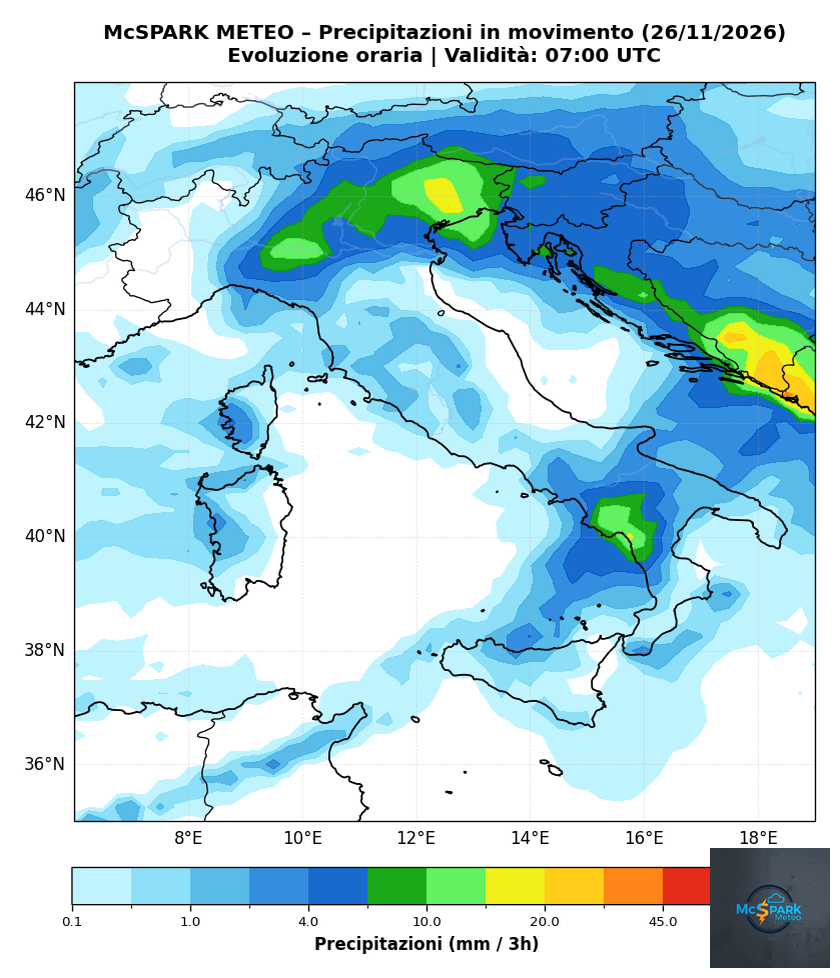 McSPARK METEO – Precipitazioni in movimento (26/11/2026)
Evoluzione oraria | Validità: 07:00 UTC
46°N
44°N
42°N
40°N
38°N
36°N
8°E 10°E 12°E 14°E 16°E 18°E
0.1 1.0 4.0 10.0 20.0 45.0
Precipitazioni (mm / 3h)
McSPARK
Meteo